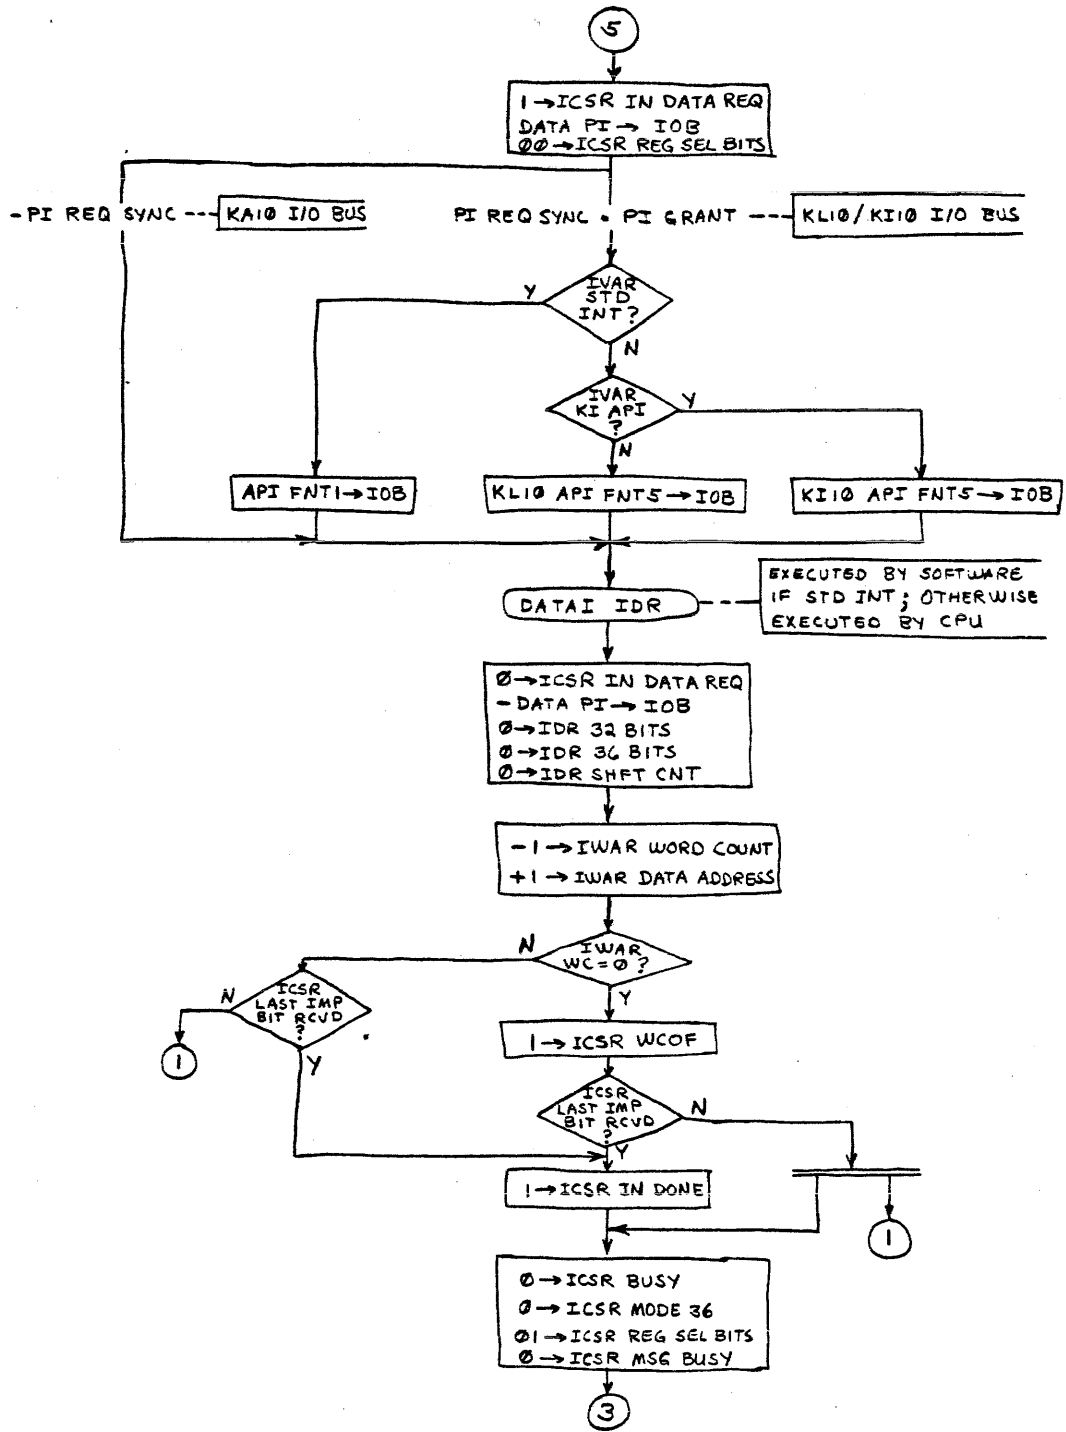 5
1→ICSR IN DATA REQ
DATA PI→ IOB
ØØ→ICSR REG SEL BITS
-PI REQ SYNC --- KA1Ø I/O BUS
PI REQ SYNC • PI GRANT --- KL1Ø/KI1Ø I/O BUS
IVAR
STD
INT?
Y
N
IVAR
KI API
?
Y
N
API FNT1→IOB
KL1Ø API FNT5→IOB
KI1Ø API FNT5→IOB
DATAI IDR
EXECUTED BY SOFTWARE
IF STD INT; OTHERWISE
EXECUTED BY CPU
Ø→ICSR IN DATA REQ
-DATA PI→IOB
Ø→IDR 32 BITS
Ø→IDR 36 BITS
Ø→IDR SHFT CNT
-1→IWAR WORD COUNT
+1→IWAR DATA ADDRESS
IWAR
WC=Ø?
N
Y
ICSR
LAST IMP
BIT RCVD
?
N
Y
1
1→ICSR WCOF
ICSR
LAST IMP
BIT RCVD
?
N
Y
1→ICSR IN DONE
1
Ø→ICSR BUSY
Ø→ICSR MODE 36
Ø1→ICSR REG SEL BITS
Ø→ICSR MSG BUSY
3